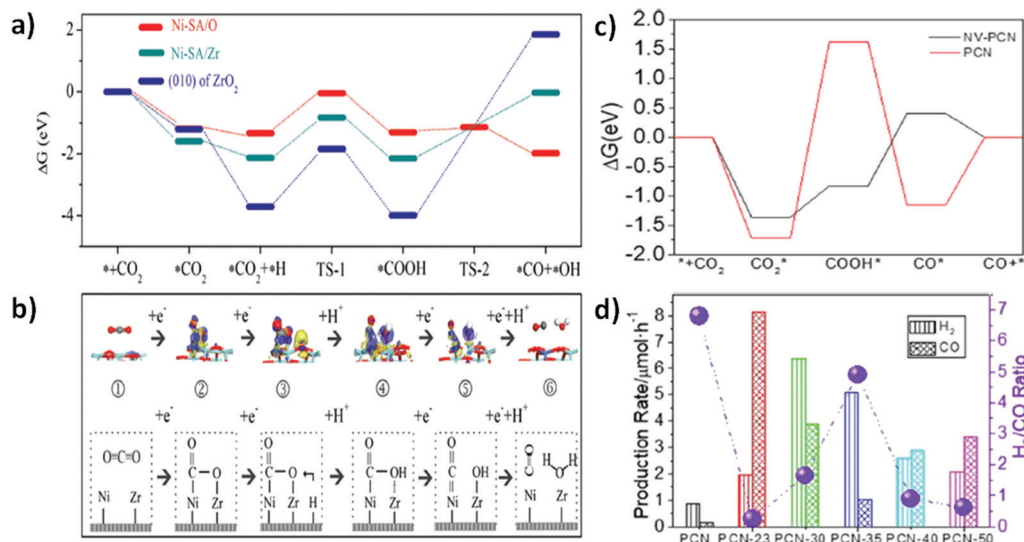 a)
Ni-SA/O
Ni-SA/Zr
(010) of ZrO2
ΔG (eV)
2
0
-2
-4
*+CO2 *CO2 *CO2+*H TS-1 *COOH TS-2 *CO+*OH
b)
+e- +e- +H+ +e- +e-+H+
① ② ③ ④ ⑤ ⑥
+e- +e- +H+ +e- +e-+H+
O=C=O
O O O O
C O C O H C OH C OH O H H
Ni Zr Ni Zr Ni Zr Ni Zr Ni Zr Ni Zr
c)
NV-PCN
PCN
ΔG(eV)
2.0
1.5
1.0
0.5
0.0
-0.5
-1.0
-1.5
-2.0
*+CO2 CO2* COOH* CO* CO+*
d)
H2
CO
Production Rate/μmol·h-1
8
7
6
5
4
3
2
1
0
H2/CO Ratio
7
6
5
4
3
2
1
0
PCN PCN-23 PCN-30 PCN-35 PCN-40 PCN-50